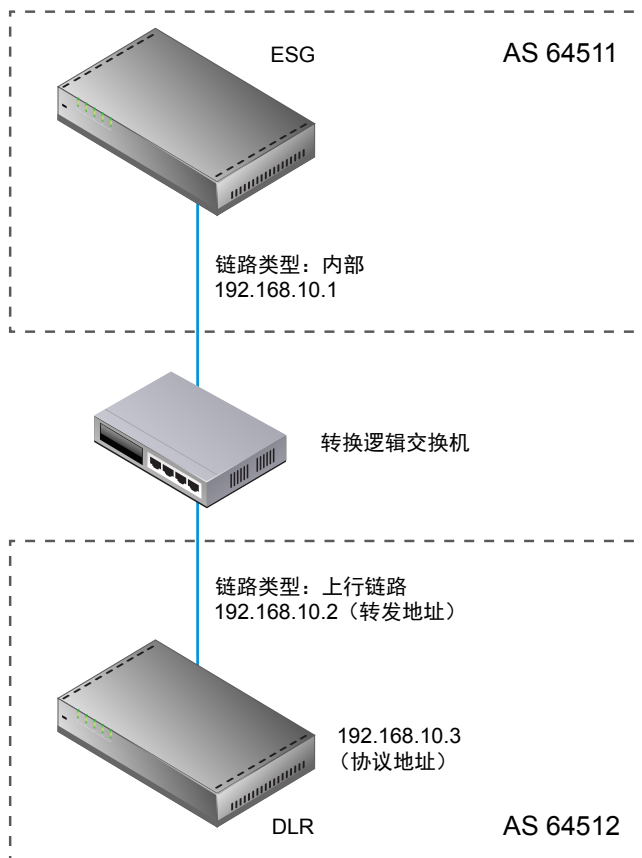 ESG
AS 64511
链路类型：内部
192.168.10.1
转换逻辑交换机
链路类型：上行链路
192.168.10.2（转发地址）
192.168.10.3
（协议地址）
DLR
AS 64512